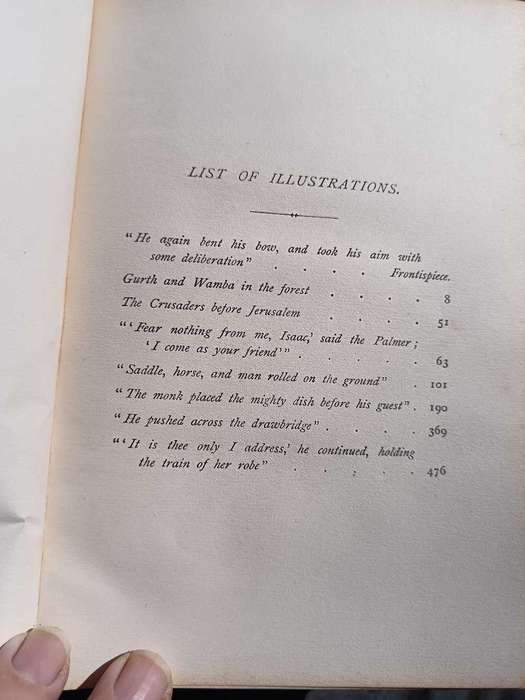 LIST OF ILLUSTRATIONS.
“He again bent his bow, and took his aim with
some deliberation” . . . . Frontispiece.
Gurth and Wamba in the forest . . . . 8
The Crusaders before Jerusalem . . . . 51
“‘Fear nothing from me, Isaac,’ said the Palmer;
‘I come as your friend’” . . . . . 63
“Saddle, horse, and man rolled on the ground” . 101
“The monk placed the mighty dish before his guest” . 190
“He pushed across the drawbridge” . . . . 369
“‘It is thee only I address,’ he continued, holding
the train of her robe” . . . . . 476